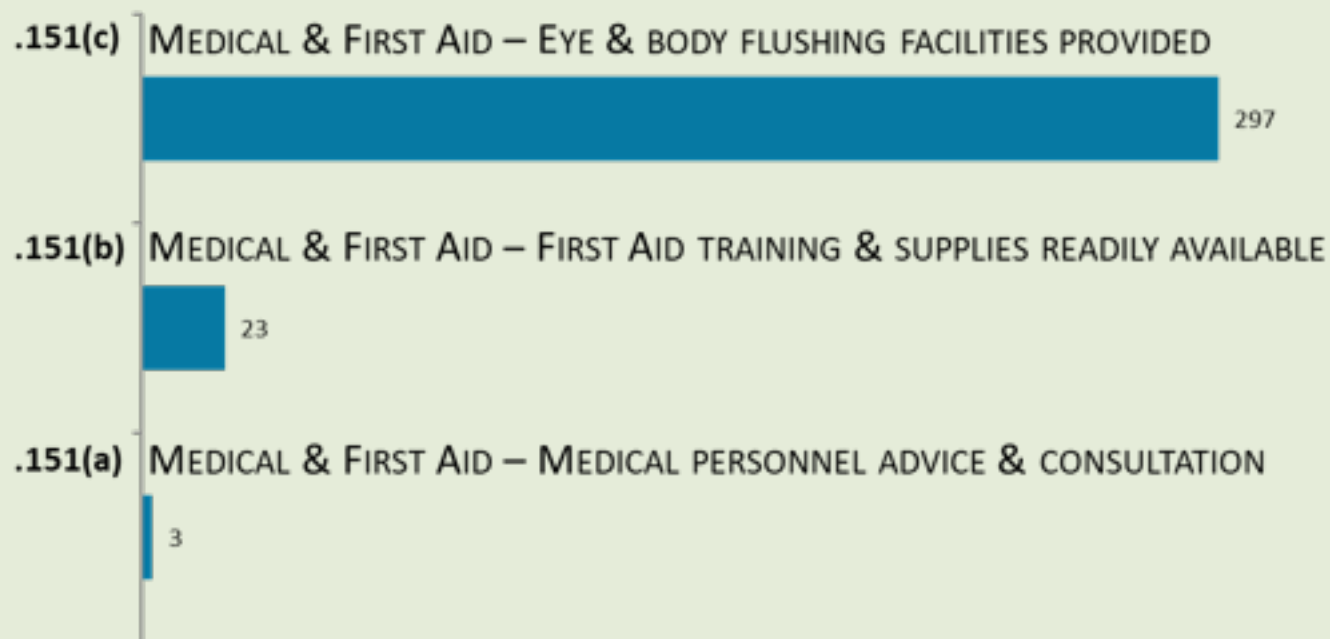 .151(c) MEDICAL & FIRST AID – EYE & BODY FLUSHING FACILITIES PROVIDED
297
.151(b) MEDICAL & FIRST AID – FIRST AID TRAINING & SUPPLIES READILY AVAILABLE
23
.151(a) MEDICAL & FIRST AID – MEDICAL PERSONNEL ADVICE & CONSULTATION
3